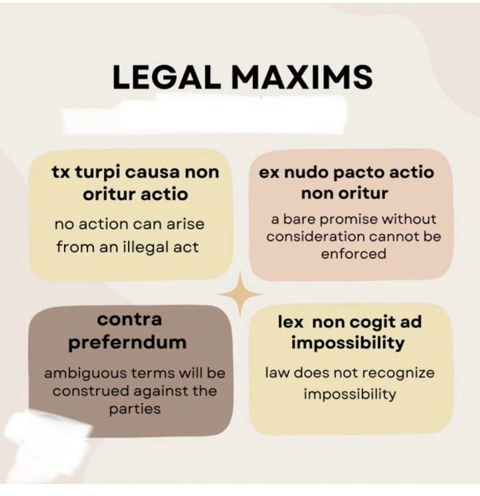 LEGAL MAXIMS
tx turpi causa non
oritur actio
no action can arise
from an illegal act
ex nudo pacto actio
non oritur
a bare promise without
consideration cannot be
enforced
contra
preferndum
ambiguous terms will be
construed against the
parties
lex non cogit ad
impossibility
law does not recognize
impossibility